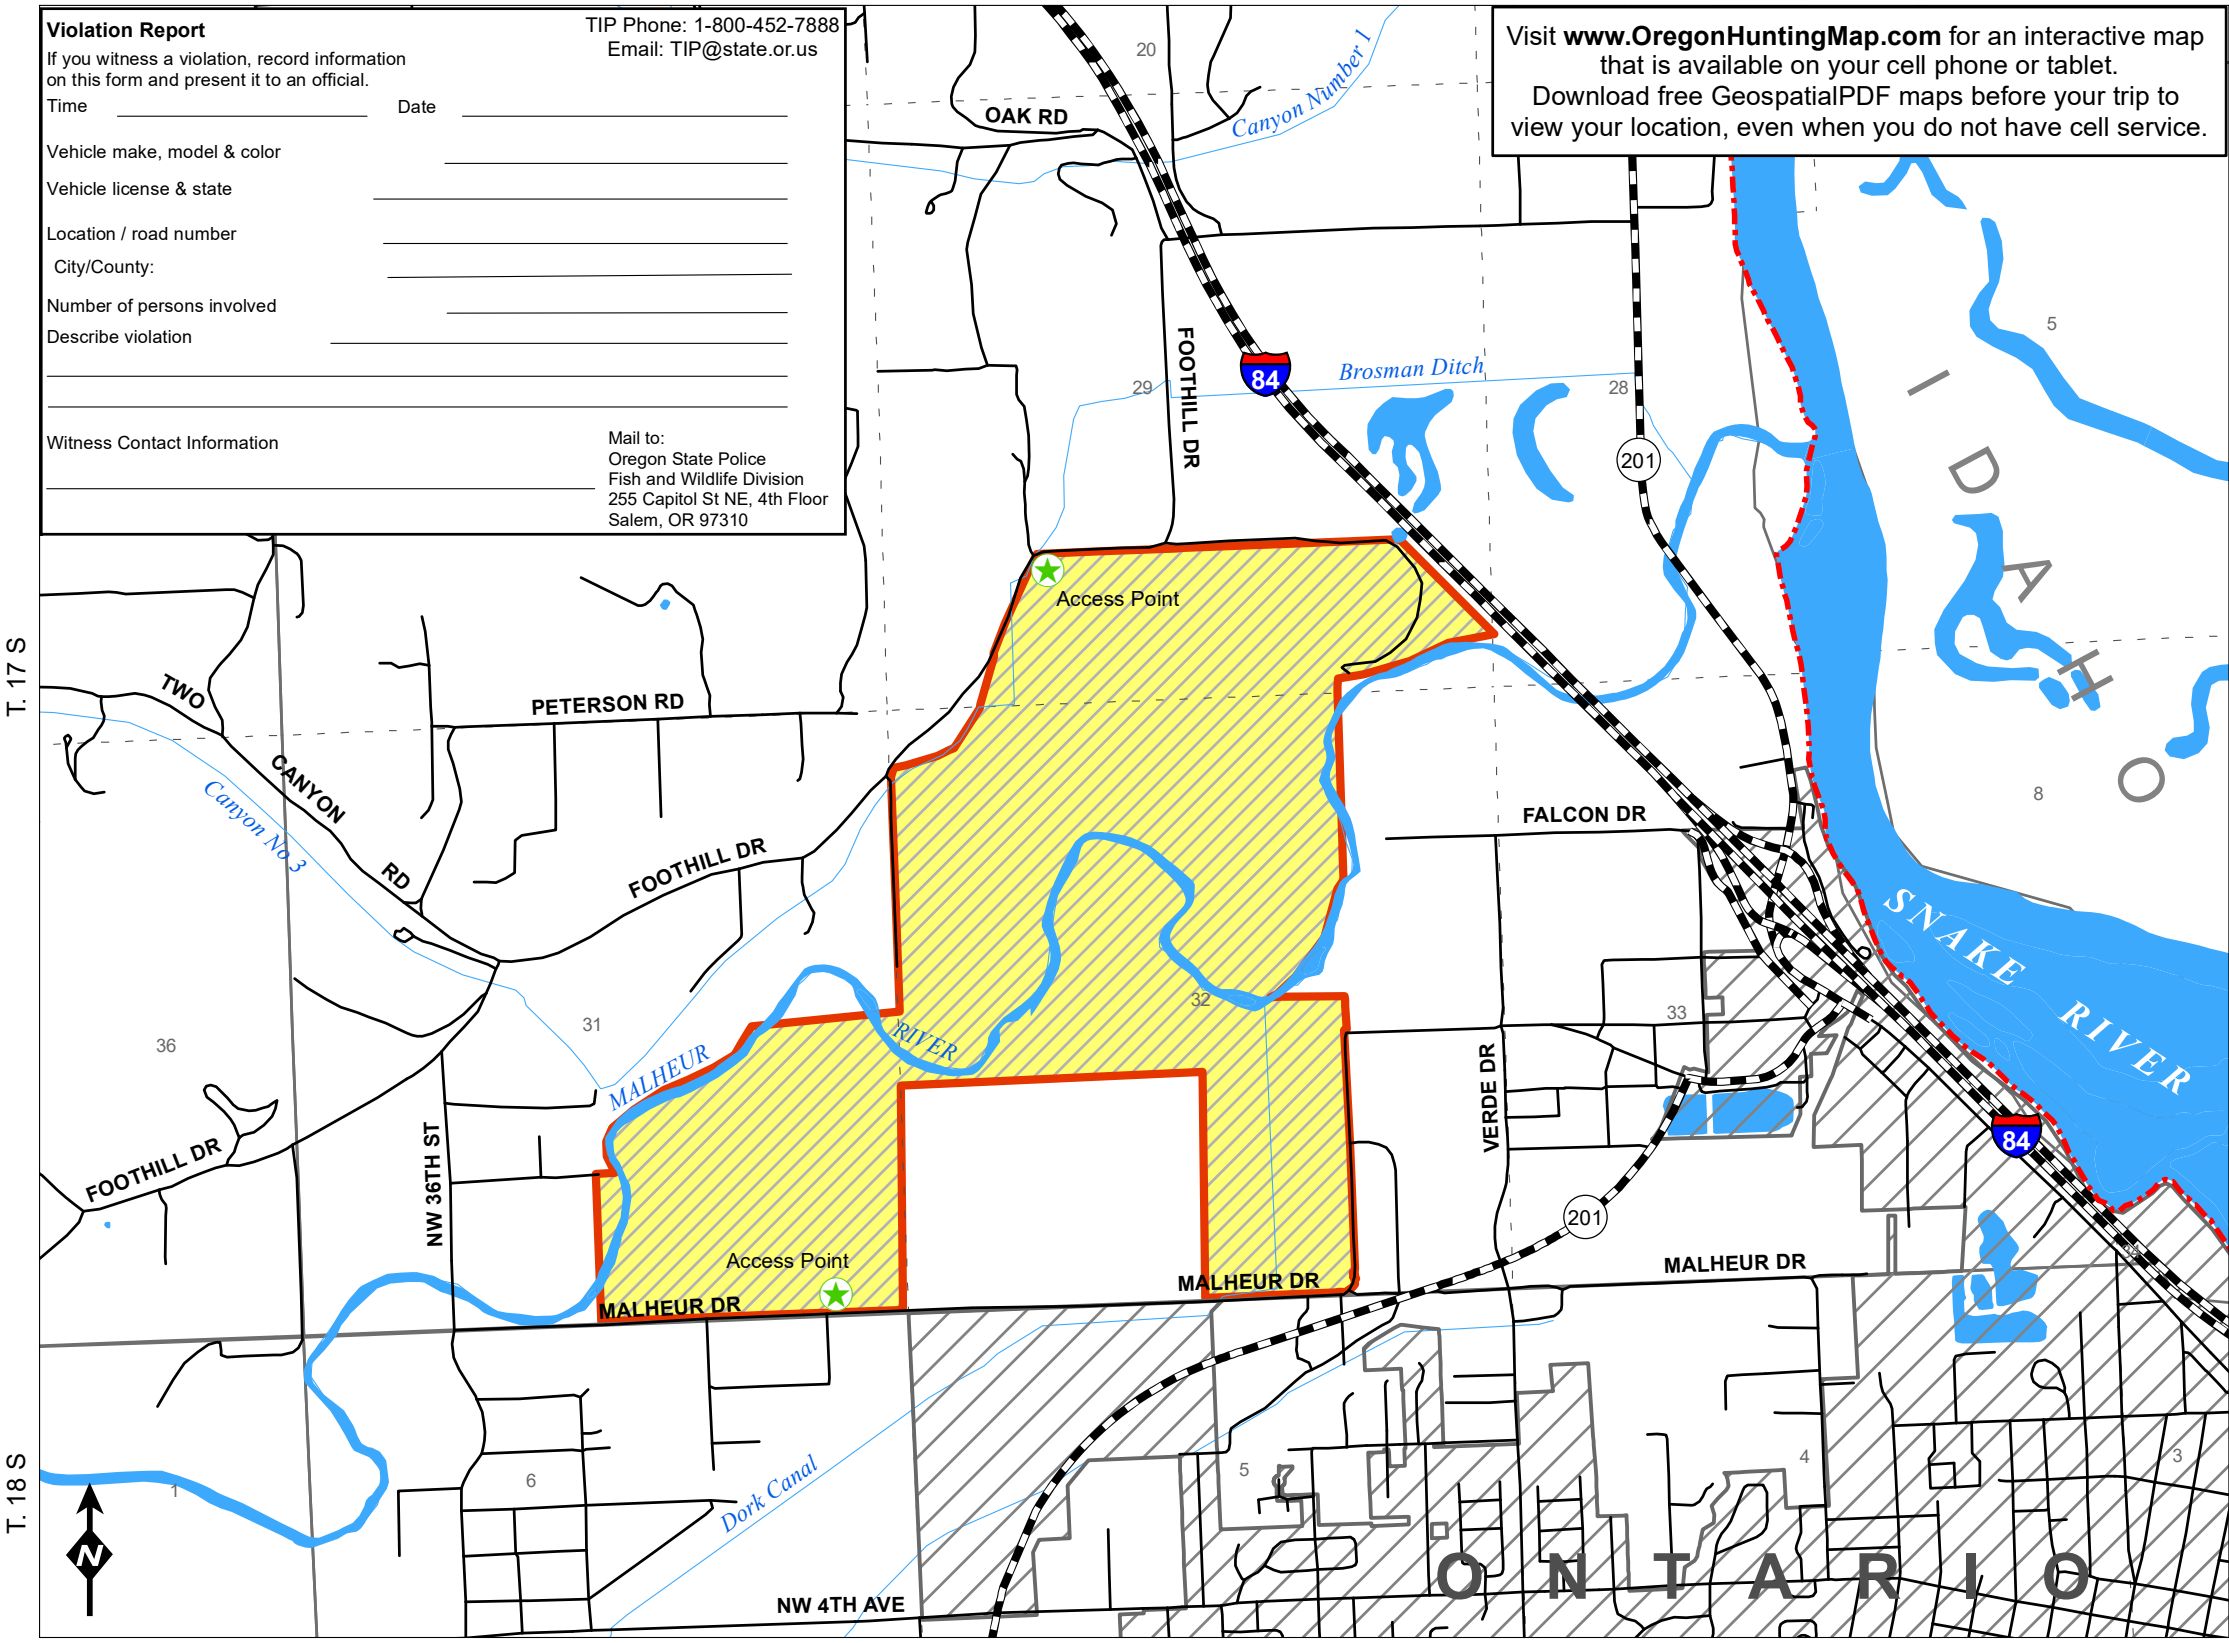 Violation Report
TIP Phone: 1-800-452-7888
Email: TIP@state.or.us
If you witness a violation, record information
on this form and present it to an official.
Time
Date
Vehicle make, model & color
Vehicle license & state
Location / road number
City/County:
Number of persons involved
Describe violation
Witness Contact Information
Mail to:
Oregon State Police
Fish and Wildlife Division
255 Capitol St NE, 4th Floor
Salem, OR 97310
Visit www.OregonHuntingMap.com for an interactive map
that is available on your cell phone or tablet.
Download free GeospatialPDF maps before your trip to
view your location, even when you do not have cell service.
20
OAK RD
Canyon Number 1
5
FOOTHILL DR
84
Brosman Ditch
29
28
201
IDAHO
Access Point
T. 17 S
TWO
CANYON
RD
PETERSON RD
Canyon No 3
FOOTHILL DR
FALCON DR
8
SNAKE
RIVER
32
33
31
36
MALHEUR
RIVER
VERDE DR
84
NW 36TH ST
FOOTHILL DR
201
Access Point
MALHEUR DR
MALHEUR DR
MALHEUR DR
T. 18 S
1
6
5
4
3
Dork Canal
N
ONTARIO
NW 4TH AVE